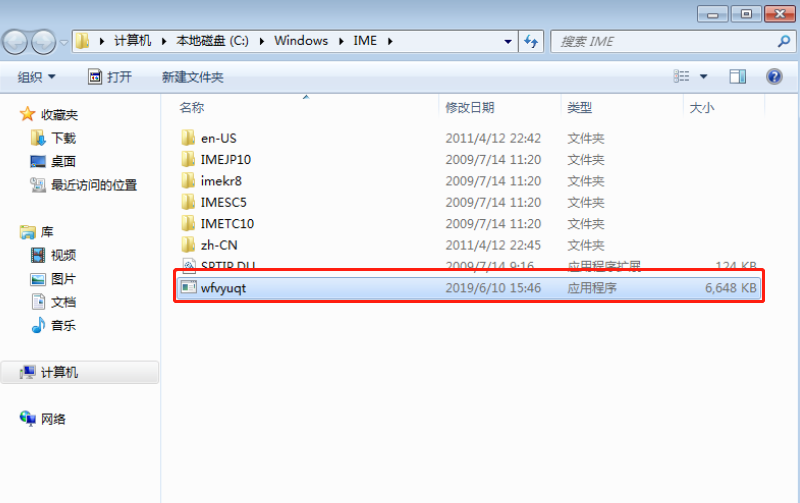 计算机 本地磁盘 (C:) Windows IME
搜索 IME
组织 打开 新建文件夹
名称 修改日期 类型 大小
收藏夹
下载
桌面
最近访问的位置
库
视频
图片
文档
音乐
计算机
网络
en-US 2011/4/12 22:42 文件夹
IMEJP10 2009/7/14 11:20 文件夹
imekr8 2009/7/14 11:20 文件夹
IMESC5 2009/7/14 11:20 文件夹
IMETC10 2009/7/14 11:20 文件夹
zh-CN 2011/4/12 22:45 文件夹
SPTIP.DLL 2009/7/14 9:16 应用程序扩展 124 KB
wfvyuqt 2019/6/10 15:46 应用程序 6,648 KB